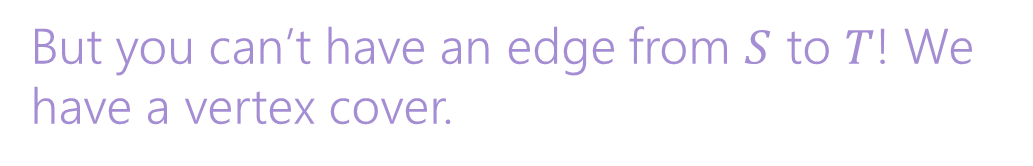 But you can't have an edge from S to T! We
have a vertex cover.